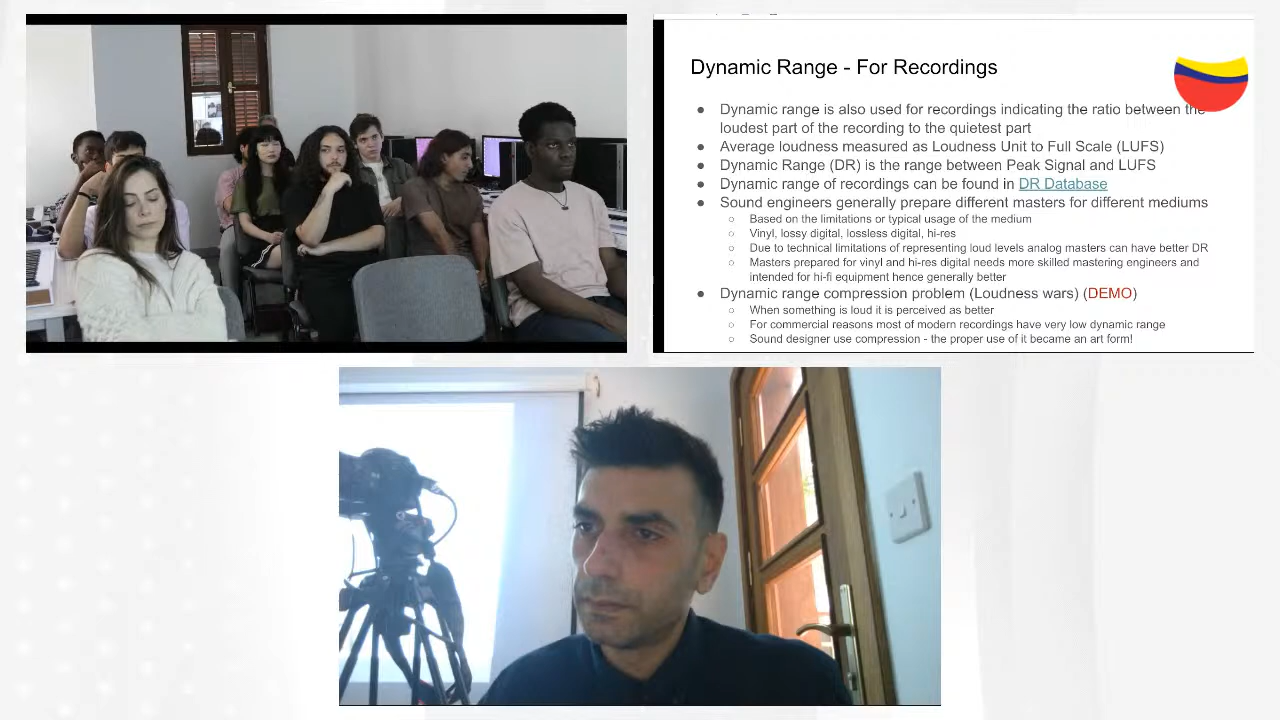 Dynamic Range - For Recordings
Dynamic range is also used for recordings indicating the ratio between the
loudest part of the recording to the quietest part
Average loudness measured as Loudness Unit to Full Scale (LUFS)
Dynamic Range (DR) is the range between Peak Signal and LUFS
Dynamic range of recordings can be found in DR Database
Sound engineers generally prepare different masters for different mediums
Based on the limitations or typical usage of the medium
Vinyl, lossy digital, lossless digital, hi-res
Due to technical limitations of representing loud levels analog masters can have better DR
Masters prepared for vinyl and hi-res digital needs more skilled mastering engineers and
intended for hi-fi equipment hence generally better
Dynamic range compression problem (Loudness wars) (DEMO)
When something is loud it is perceived as better
For commercial reasons most of modern recordings have very low dynamic range
Sound designer use compression - the proper use of it became an art form!